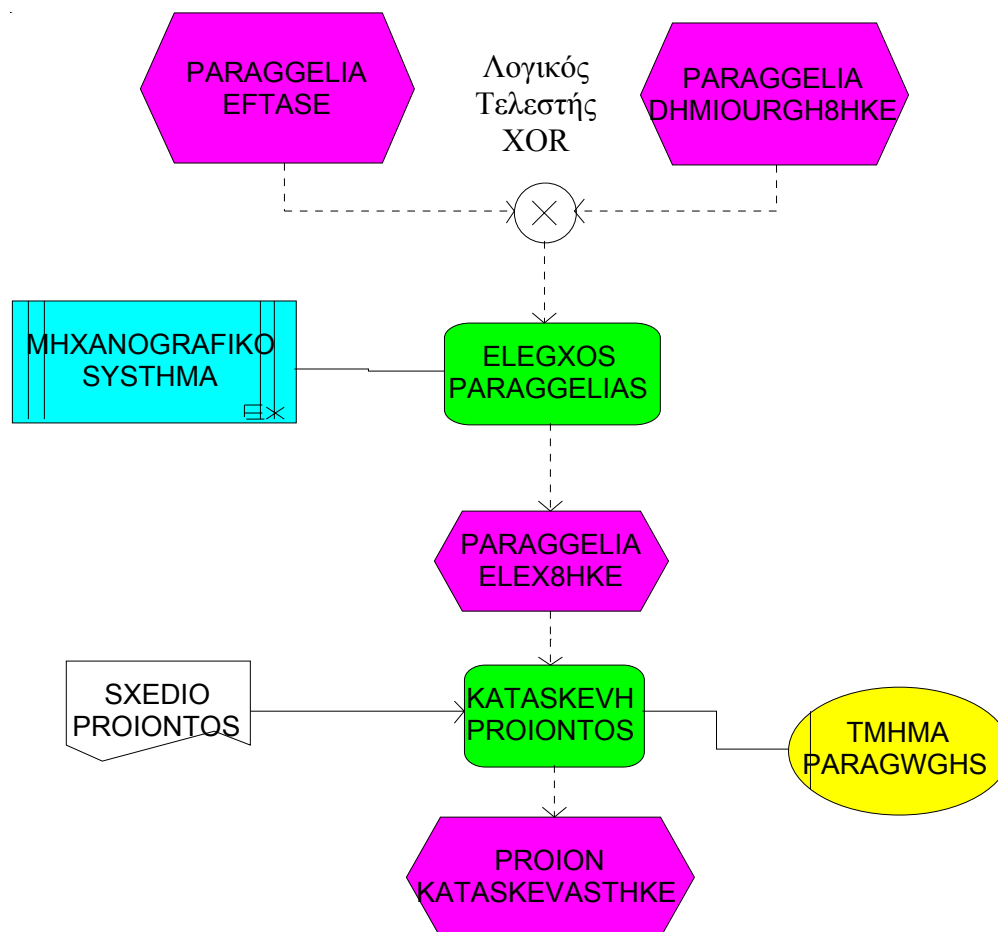 PARAGGELIA
EFTASE
Λογικός
Τελεστής
XOR
PARAGGELIA
DHMIOURGH8HKE
MHXANOGRAFIKO
SYSTHMA
ELEGXOS
PARAGGELIAS
PARAGGELIA
ELEX8HKE
SXEDIO
PROIONTOS
KATASKEVH
PROIONTOS
TMHMA
PARAGWGHS
PROION
KATASKEVASTHKE